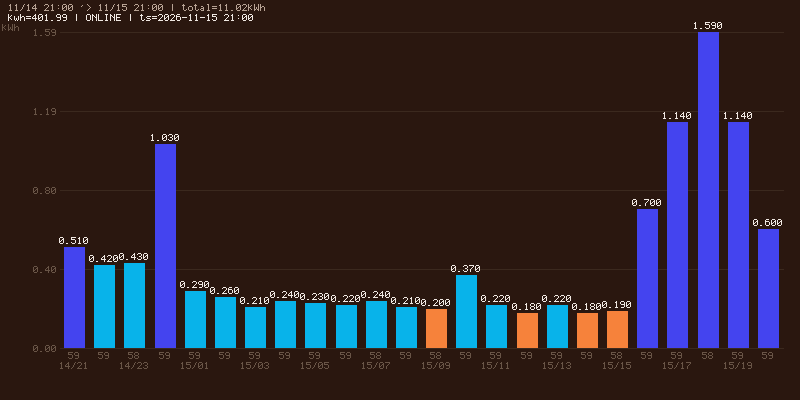 11/14 21:00 -> 11/15 21:00 | total=11.02KWh
Kwh=401.99 | ONLINE | ts=2026-11-15 21:00
KWh
1.59
1.19
0.80
0.40
0.00
0.510 0.420 0.430 1.030 0.290 0.260 0.210 0.240 0.230 0.220 0.240 0.210 0.200 0.370 0.220 0.180 0.220 0.180 0.190 0.700 1.140 1.590 1.140 0.600
59 59 58 59 59 59 59 59 59 59 58 59 58 59 59 59 59 59 58 59 59 58 59 59
14/21 14/23 15/01 15/03 15/05 15/07 15/09 15/11 15/13 15/15 15/17 15/19